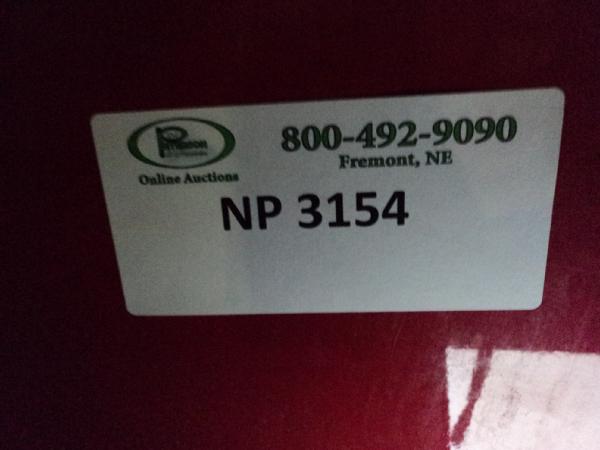 Online Auctions
800-492-9090
Fremont, NE
NP 3154